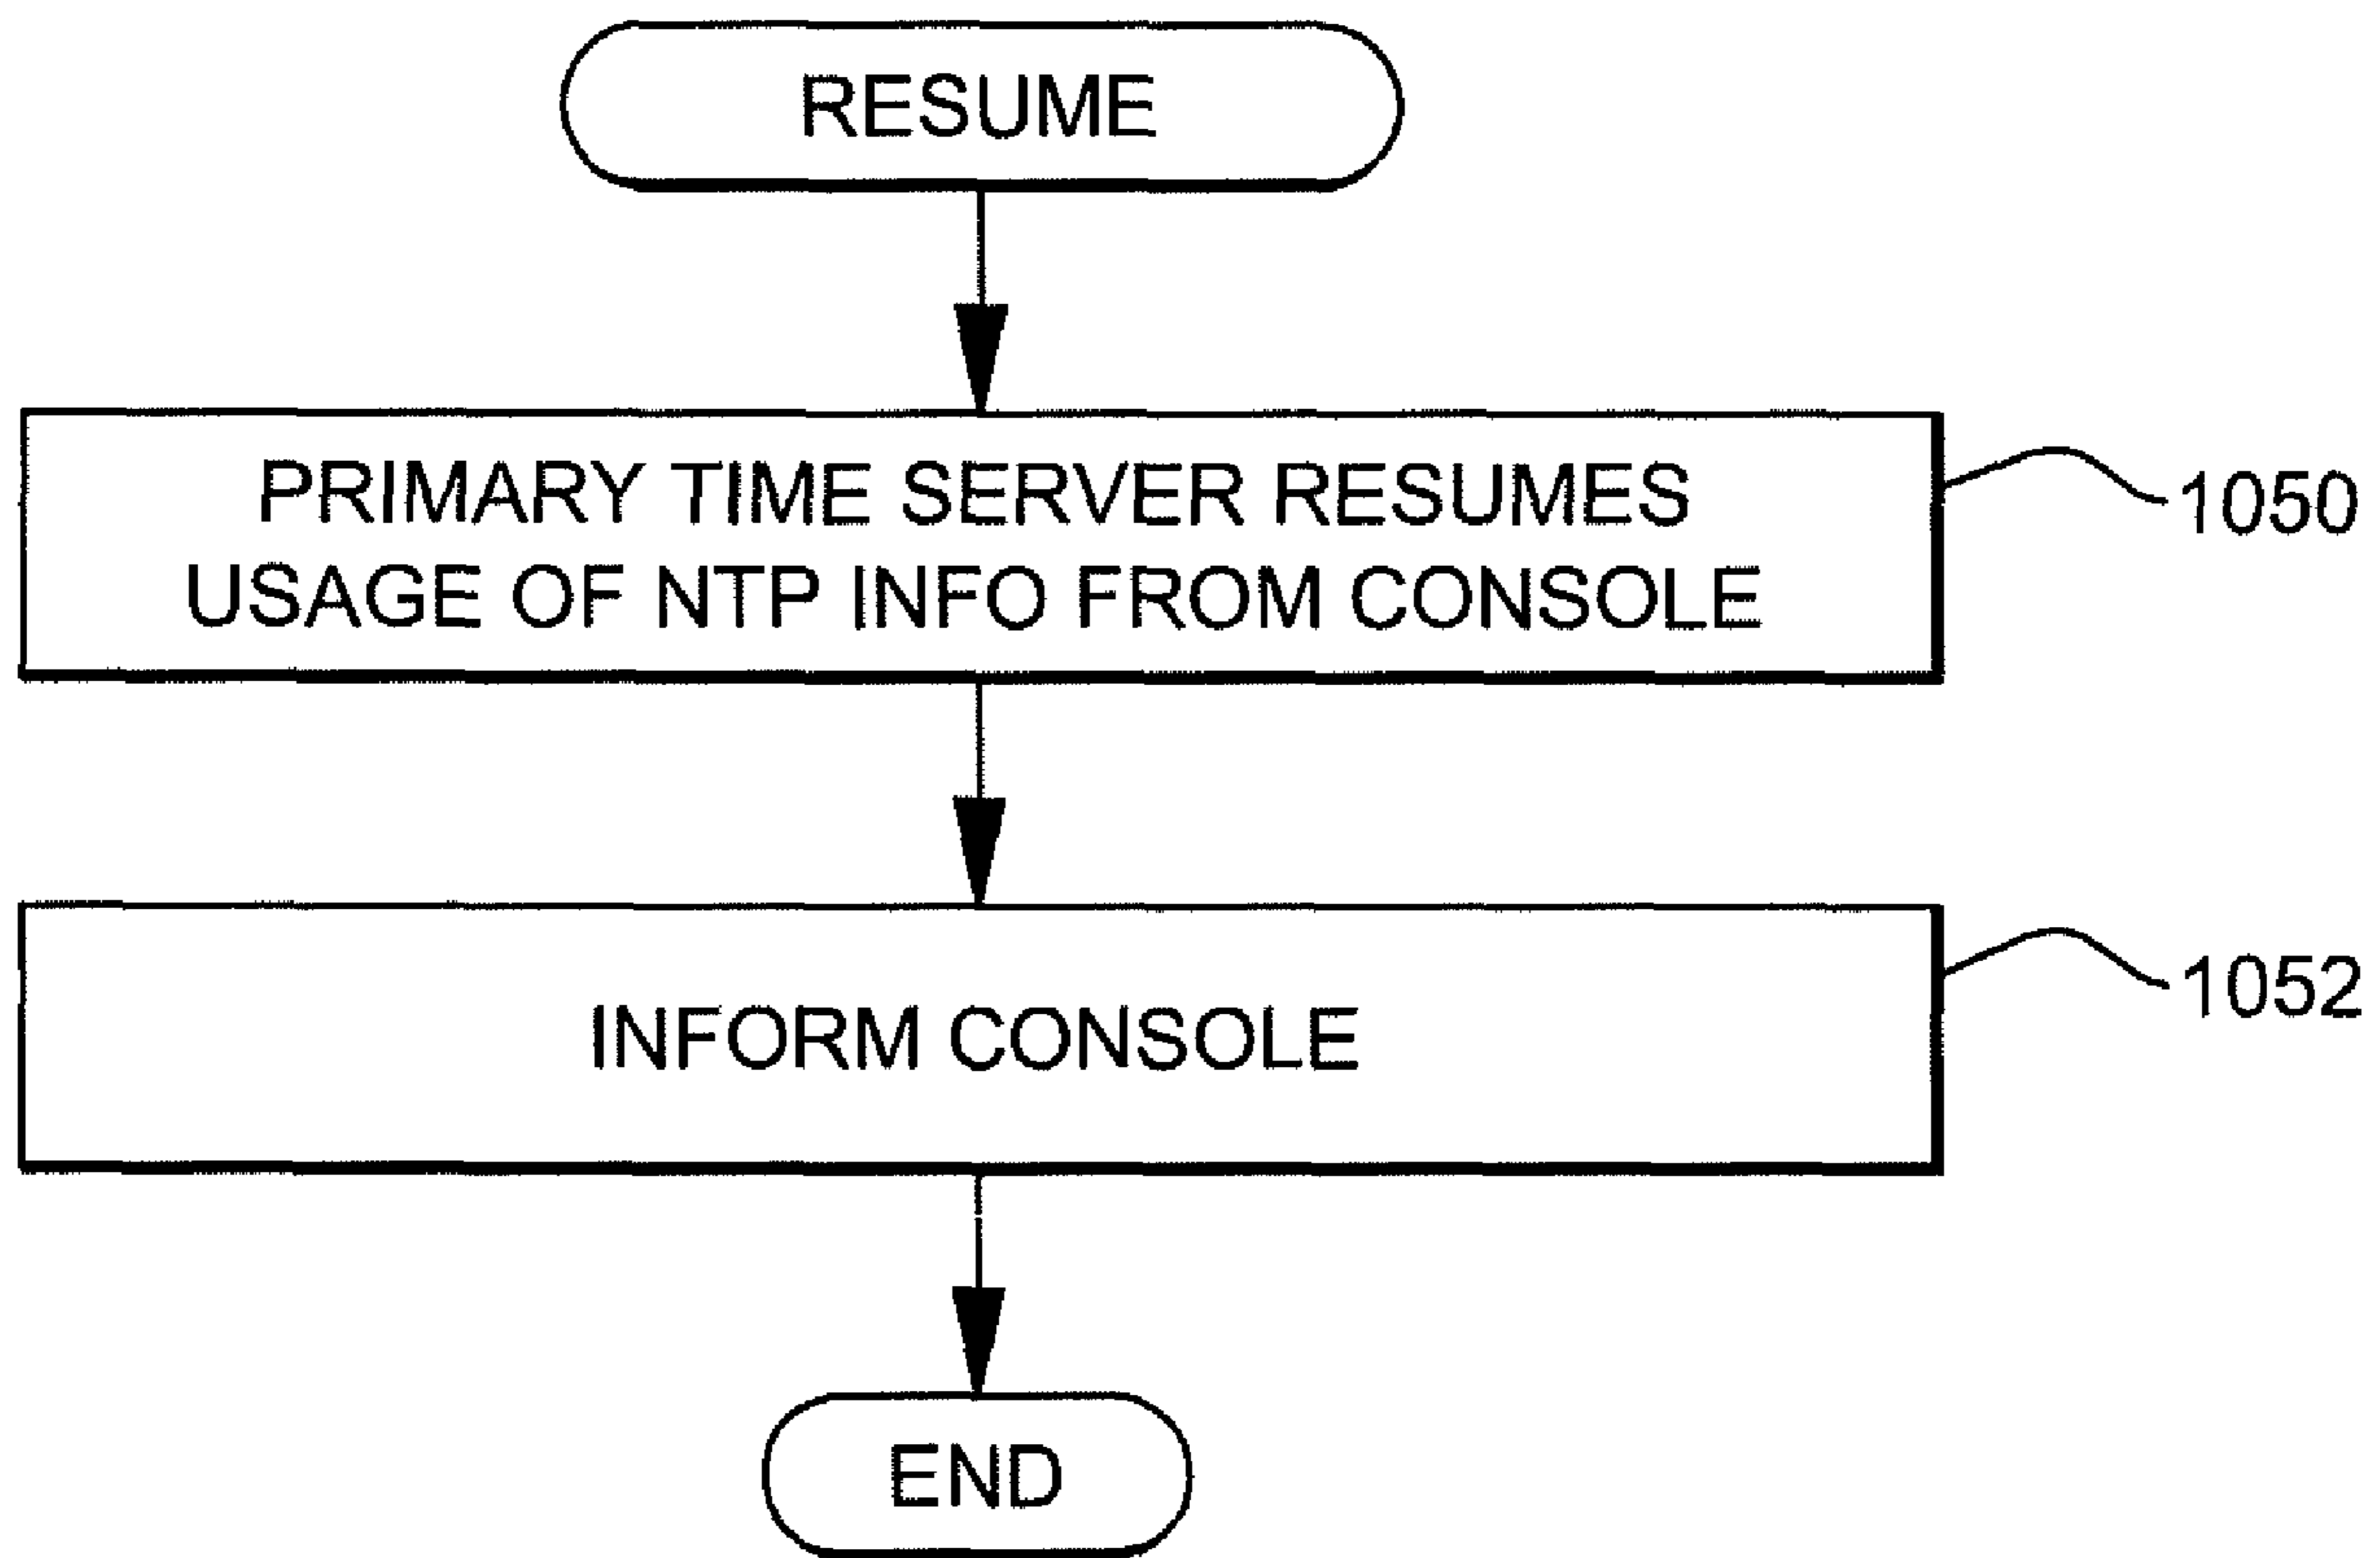 RESUME
PRIMARY TIME SERVER RESUMES
USAGE OF NTP INFO FROM CONSOLE
1050
INFORM CONSOLE
1052
END